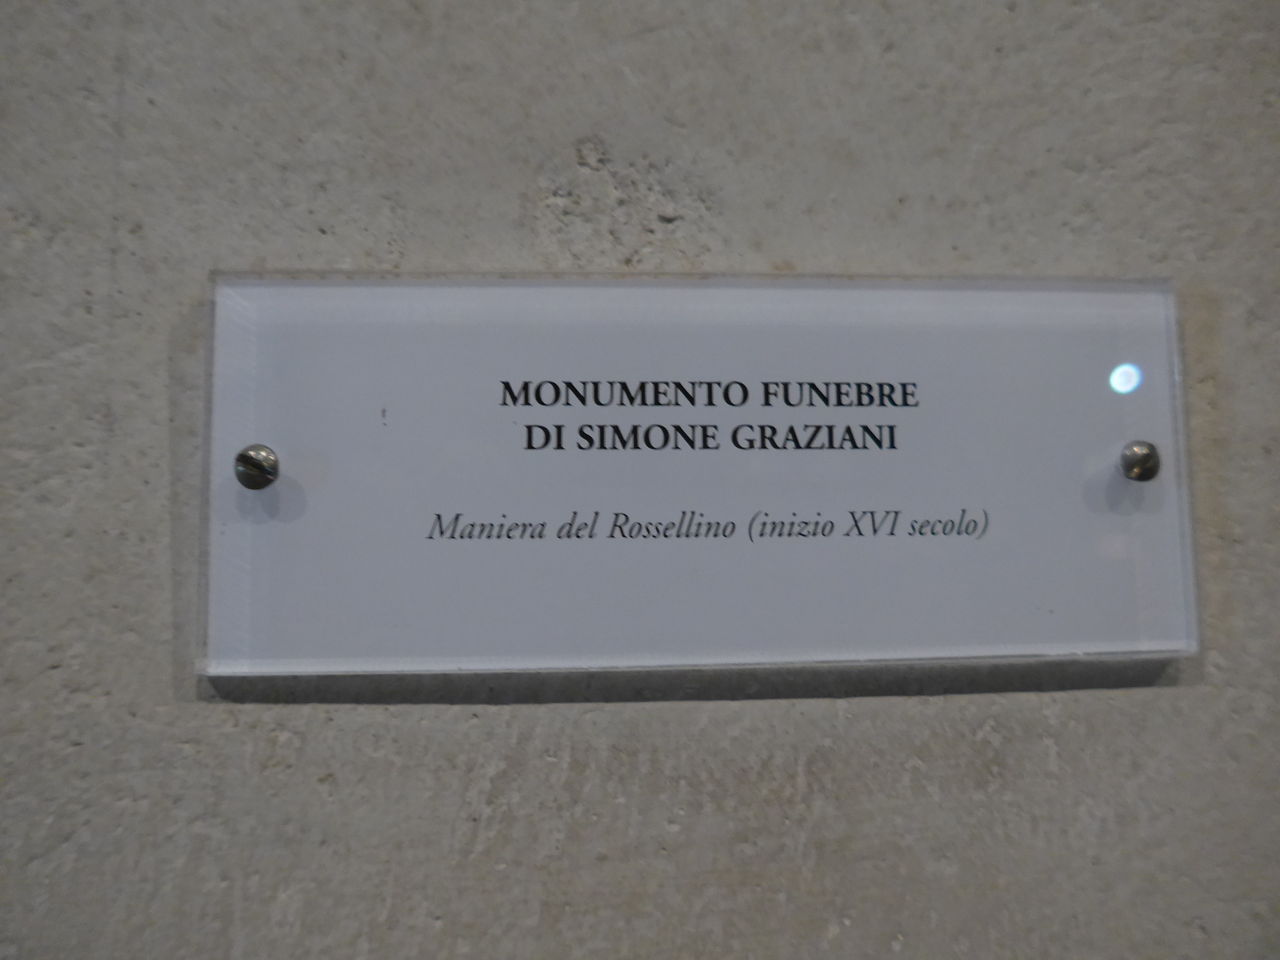 MONUMENTO FUNEBRE
DI SIMONE GRAZIANI
Maniera del Rossellino (inizio XVI secolo)